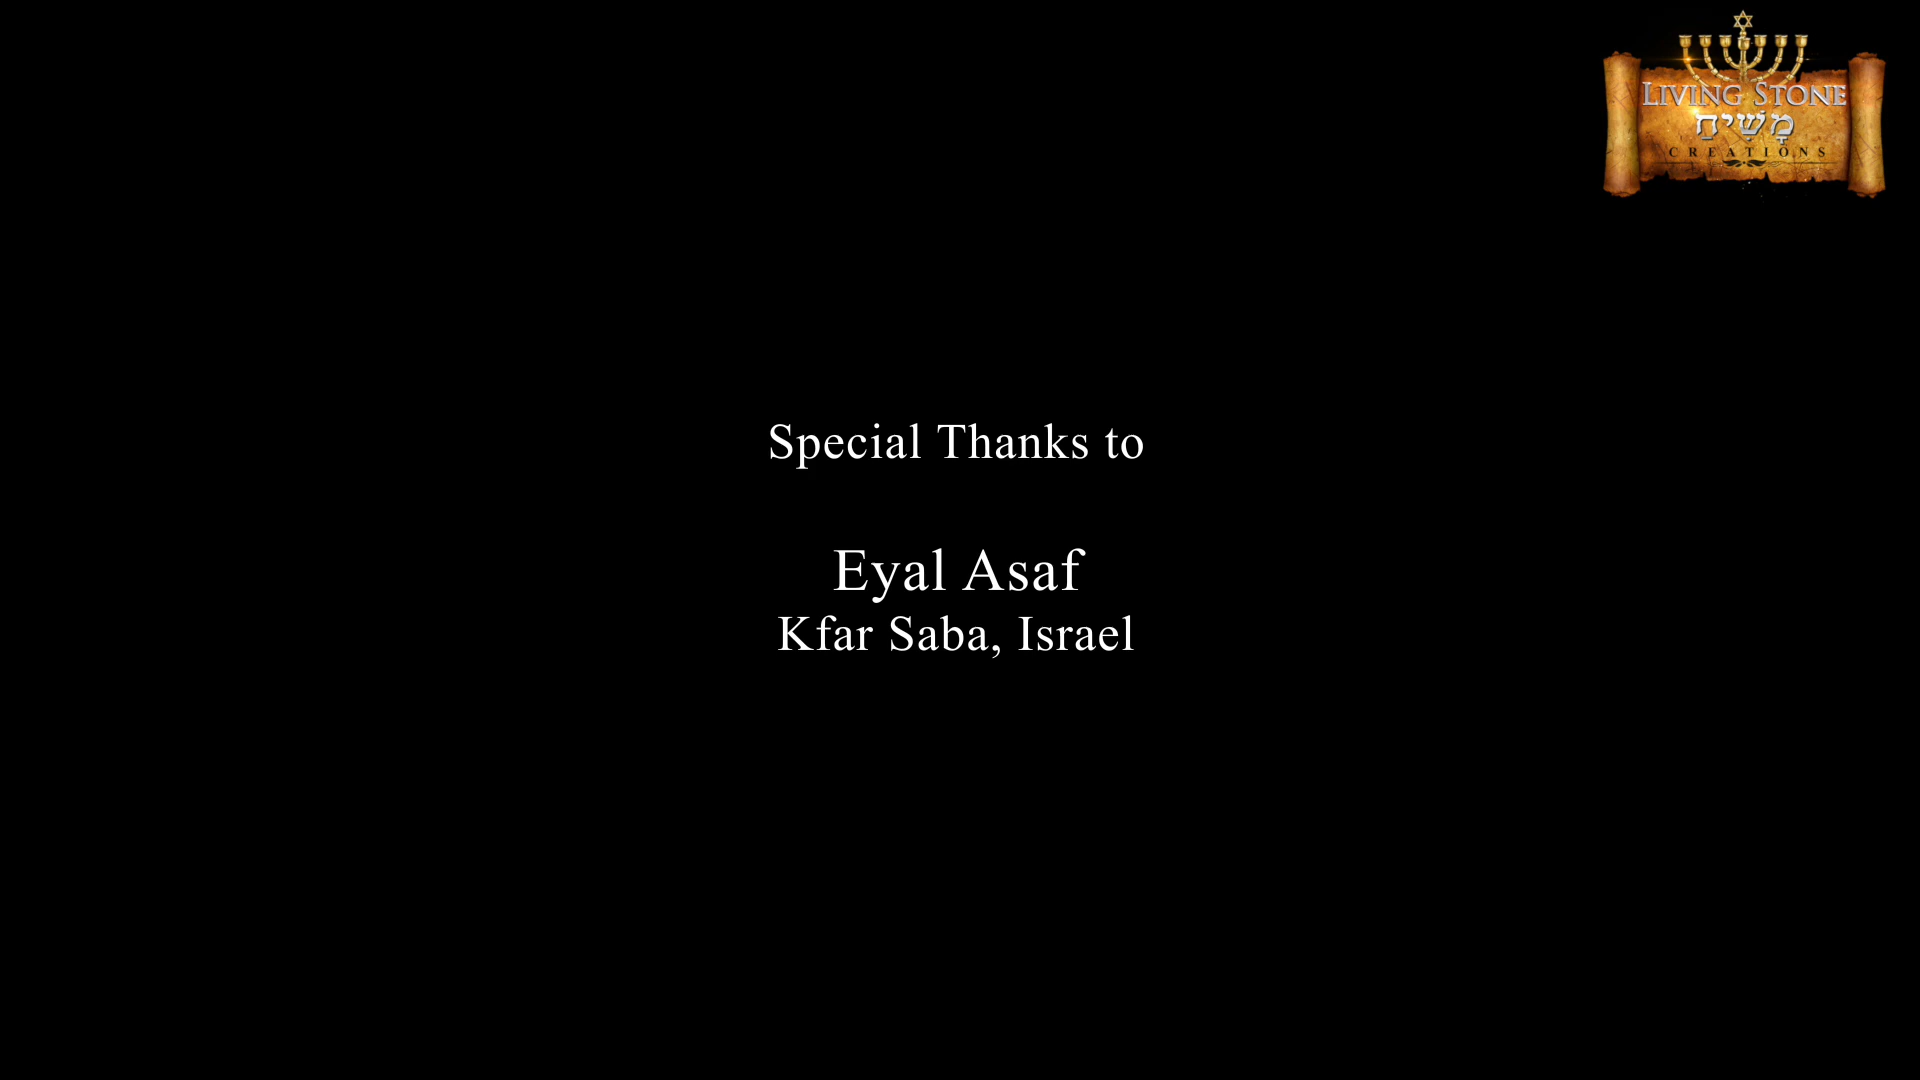 LIVING STONE
מָשִׁיחַ
CREATIONS
Special Thanks to
Eyal Asaf
Kfar Saba, Israel